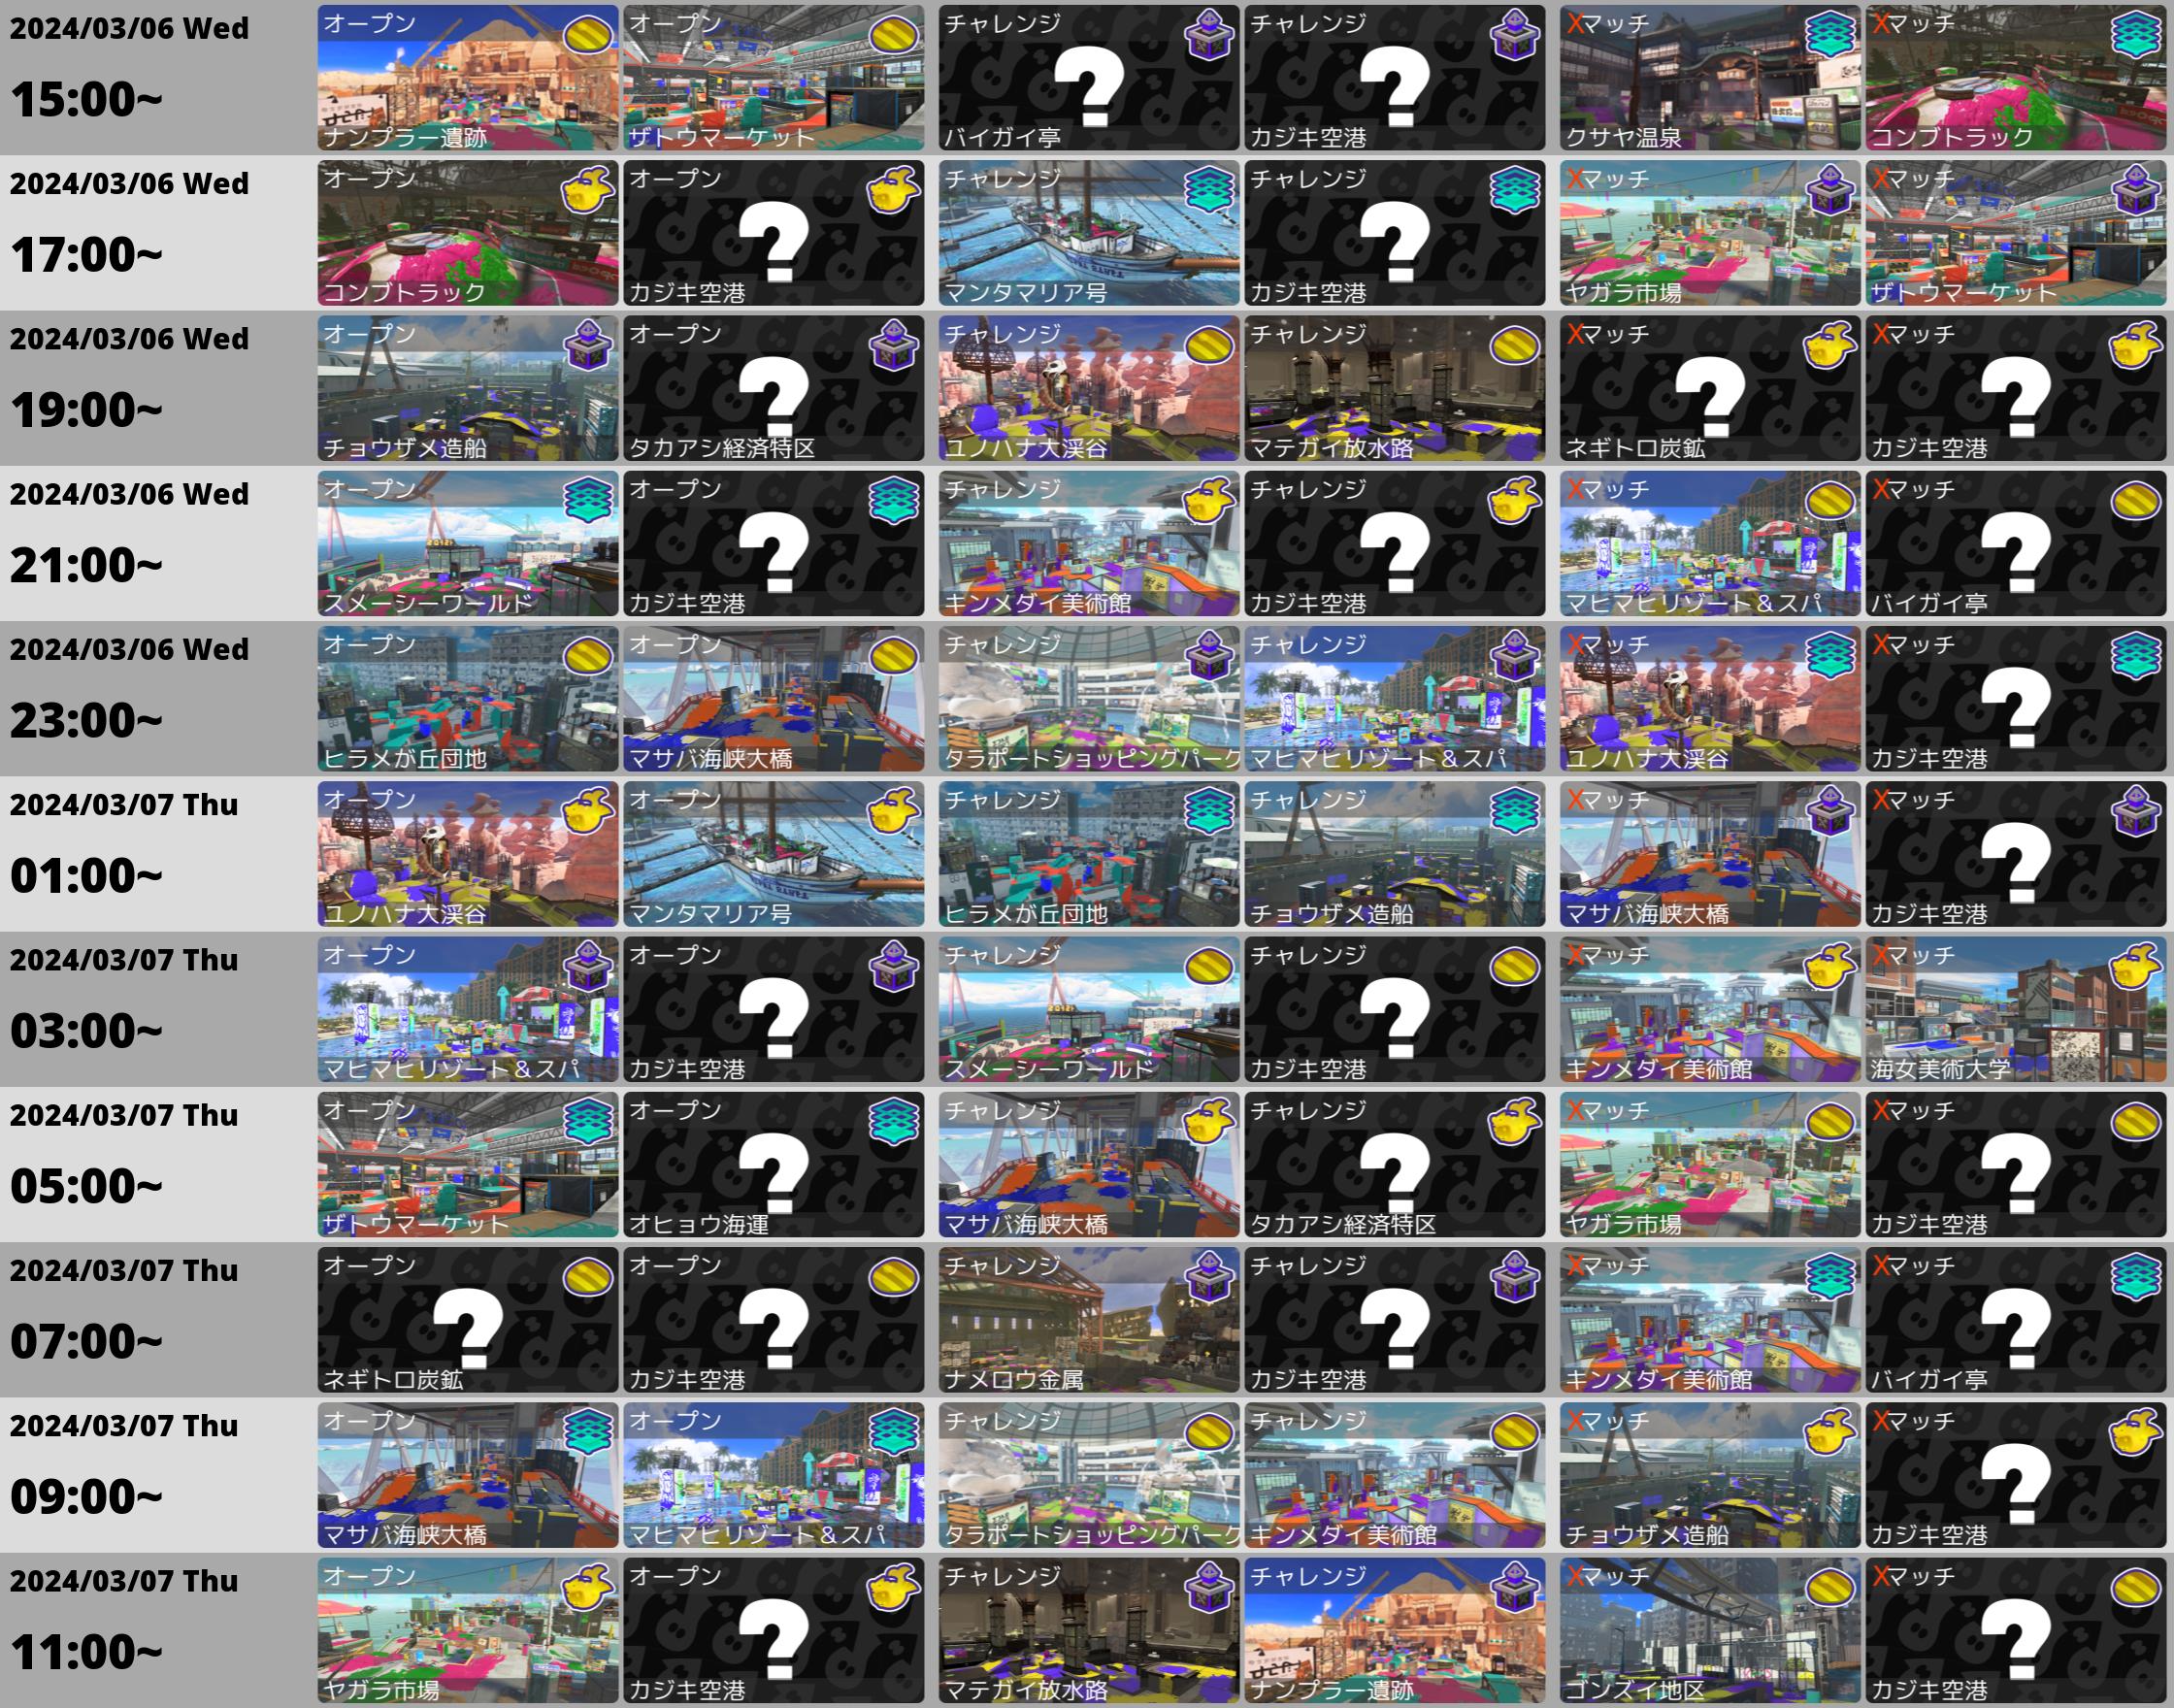 2024/03/06 Wed
15:00~
オープン
ナンプラー遺跡
オープン
ザトウマーケット
チャレンジ
バイガイ亭
チャレンジ
カジキ空港
Xマッチ
クサヤ温泉
Xマッチ
コンブトラック
2024/03/06 Wed
17:00~
オープン
コンブトラック
オープン
カジキ空港
チャレンジ
マンタマリア号
チャレンジ
カジキ空港
Xマッチ
ヤガラ市場
Xマッチ
ザトウマーケット
2024/03/06 Wed
19:00~
オープン
チョウザメ造船
オープン
タカアシ経済特区
チャレンジ
ユノハナ大渓谷
チャレンジ
マテガイ放水路
Xマッチ
ネギトロ炭鉱
Xマッチ
カジキ空港
2024/03/06 Wed
21:00~
オープン
スメーシーワールド
オープン
カジキ空港
チャレンジ
キンメダイ美術館
チャレンジ
カジキ空港
Xマッチ
マヒマヒリゾート＆スパ
Xマッチ
バイガイ亭
2024/03/06 Wed
23:00~
オープン
ヒラメが丘団地
オープン
マサバ海峡大橋
チャレンジ
タラポートショッピングパーク
チャレンジ
マヒマヒリゾート＆スパ
Xマッチ
ユノハナ大渓谷
Xマッチ
カジキ空港
2024/03/07 Thu
01:00~
オープン
ユノハナ大渓谷
オープン
マンタマリア号
チャレンジ
ヒラメが丘団地
チャレンジ
チョウザメ造船
Xマッチ
マサバ海峡大橋
Xマッチ
カジキ空港
2024/03/07 Thu
03:00~
オープン
マヒマヒリゾート＆スパ
オープン
カジキ空港
チャレンジ
スメーシーワールド
チャレンジ
カジキ空港
Xマッチ
キンメダイ美術館
Xマッチ
海女美術大学
2024/03/07 Thu
05:00~
オープン
ザトウマーケット
オープン
オヒョウ海運
チャレンジ
マサバ海峡大橋
チャレンジ
タカアシ経済特区
Xマッチ
ヤガラ市場
Xマッチ
カジキ空港
2024/03/07 Thu
07:00~
オープン
ネギトロ炭鉱
オープン
カジキ空港
チャレンジ
ナメロウ金属
チャレンジ
カジキ空港
Xマッチ
キンメダイ美術館
Xマッチ
バイガイ亭
2024/03/07 Thu
09:00~
オープン
マサバ海峡大橋
オープン
マヒマヒリゾート＆スパ
チャレンジ
タラポートショッピングパーク
チャレンジ
キンメダイ美術館
Xマッチ
チョウザメ造船
Xマッチ
カジキ空港
2024/03/07 Thu
11:00~
オープン
ヤガラ市場
オープン
カジキ空港
チャレンジ
マテガイ放水路
チャレンジ
ナンプラー遺跡
Xマッチ
ゴンズイ地区
Xマッチ
カジキ空港